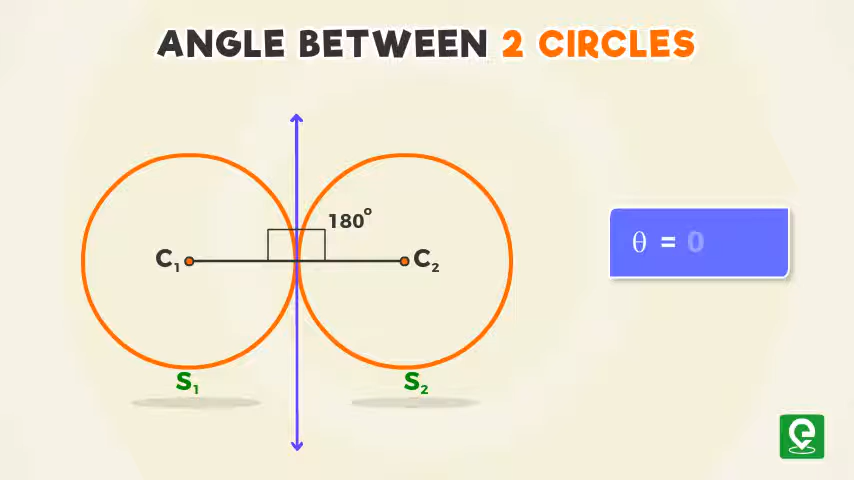 ANGLE BETWEEN 2 CIRCLES
180°
C₁
C₂
θ = 0
S₁
S₂